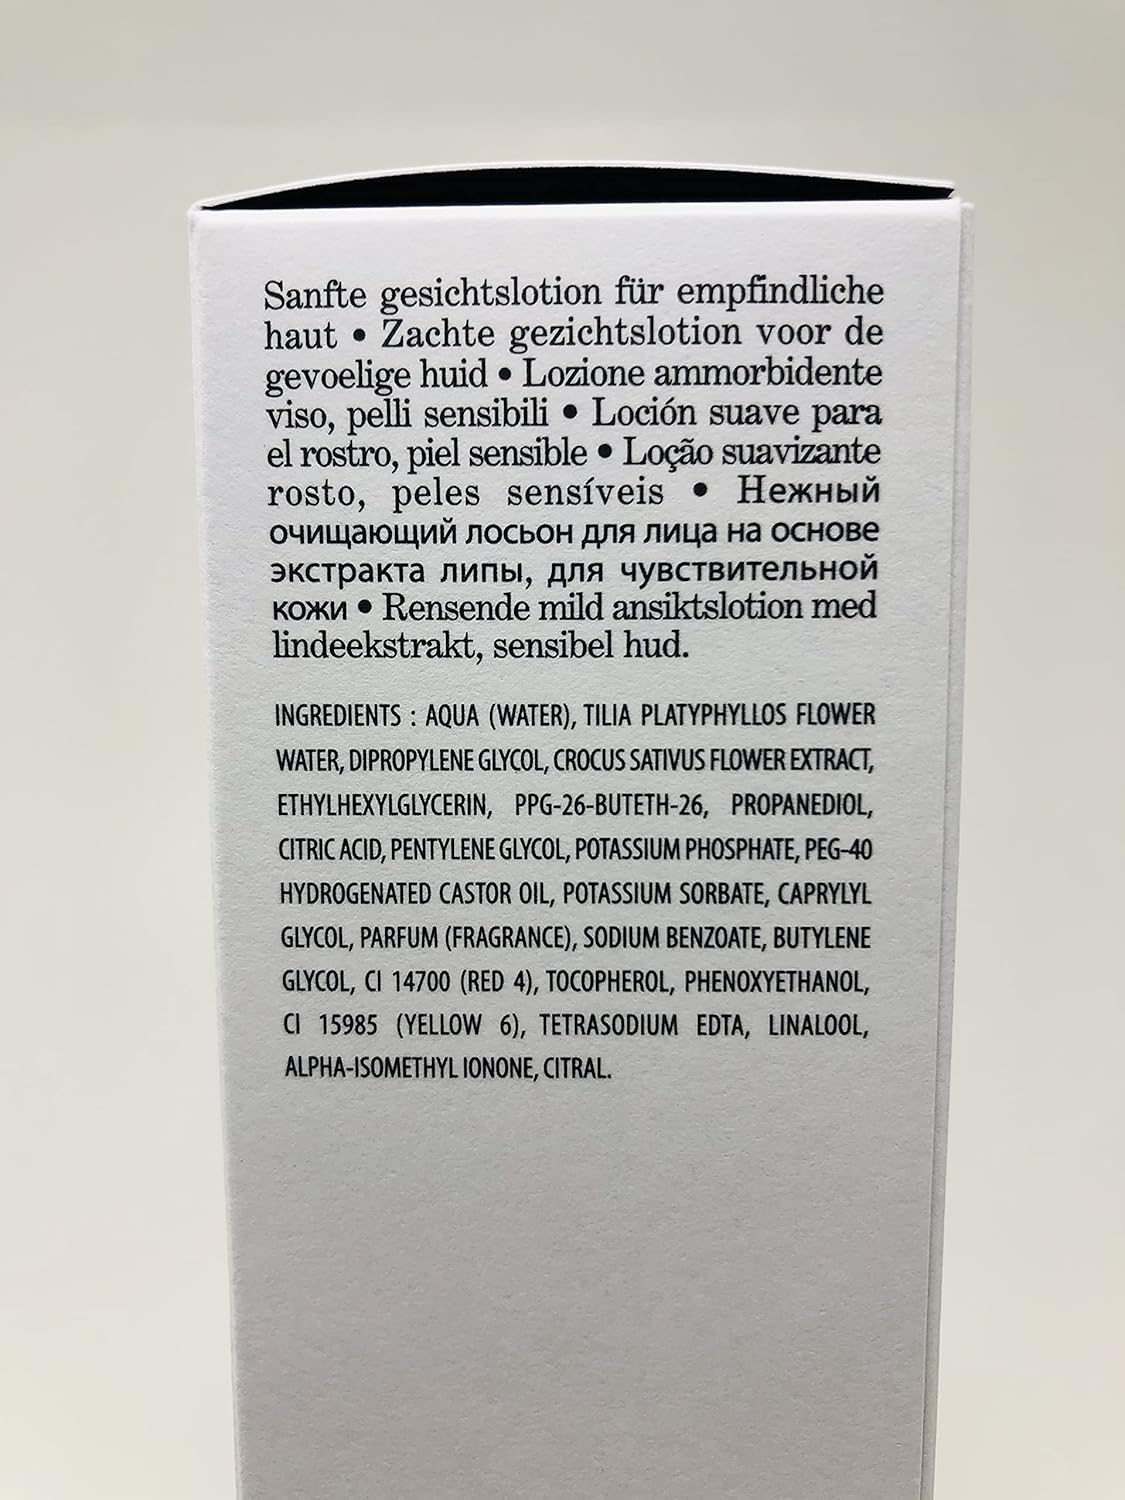 Sanfte gesichtslotion für empfindliche
haut • Zachte gezichtslotion voor de
gevoelige huid • Lozione ammorbidente
viso, pelli sensibili • Loción suave para
el rostro, piel sensible • Loção suavizante
rosto, peles sensíveis • Нежный
очищающий лосьон для лица на основе
экстракта липы, для чувствительной
кожи • Rensende mild ansiktslotion med
lindeekstrakt, sensibel hud.
INGREDIENTS : AQUA (WATER), TILIA PLATYPHYLLOS FLOWER
WATER, DIPROPYLENE GLYCOL, CROCUS SATIVUS FLOWER EXTRACT,
ETHYLHEXYLGLYCERIN, PPG-26-BUTETH-26, PROPANEDIOL,
CITRIC ACID, PENTYLENE GLYCOL, POTASSIUM PHOSPHATE, PEG-40
HYDROGENATED CASTOR OIL, POTASSIUM SORBATE, CAPRYLYL
GLYCOL, PARFUM (FRAGRANCE), SODIUM BENZOATE, BUTYLENE
GLYCOL, CI 14700 (RED 4), TOCOPHEROL, PHENOXYETHANOL,
CI 15985 (YELLOW 6), TETRASODIUM EDTA, LINALOOL,
ALPHA-ISOMETHYL IONONE, CITRAL.